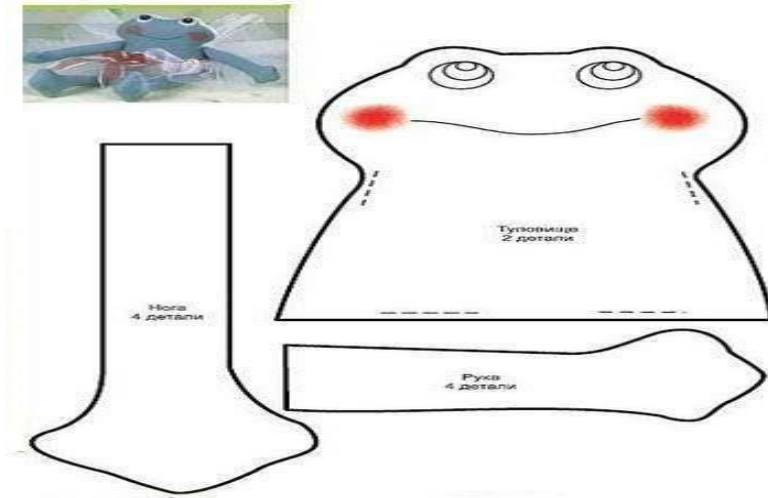 Туловище
2 детали
Нога
4 детали
Рука
4 детали